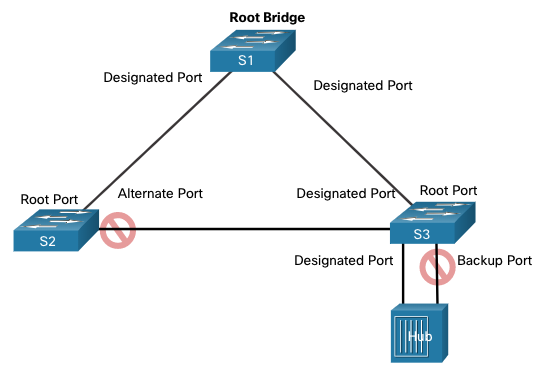 Root Bridge
S1
Designated Port
Designated Port
Alternate Port
Root Port
Designated Port
Root Port
S2
S3
Designated Port
Backup Port
Hub